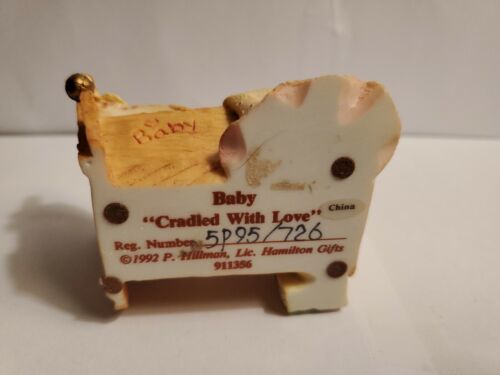 Baby
Baby
"Cradled With Love"
China
Reg. Number 5P95/726
©1992 P. Hillman, Lic. Hamilton Gifts
911356